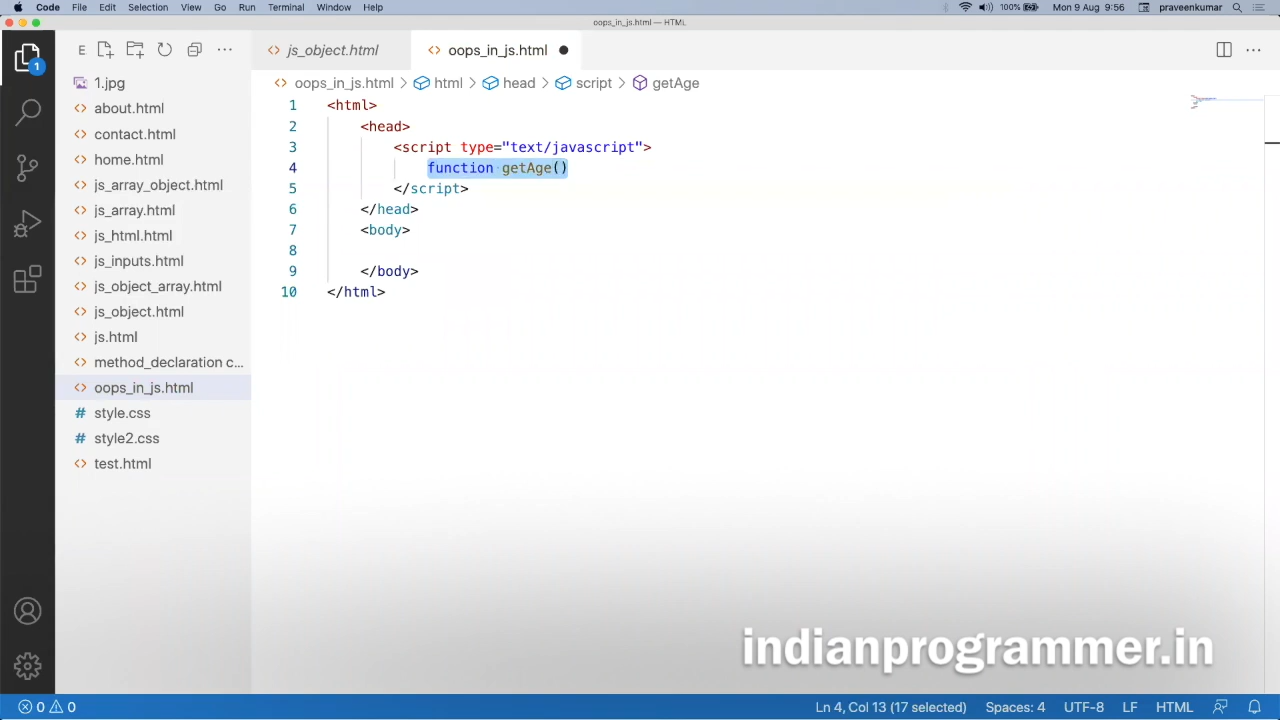 Code File Edit Selection View Go Run Terminal Window Help 100% Mon 9 Aug 9:56 praveenkumar
oops_in_js.html — HTML
E
js_object.html
oops_in_js.html
oops_in_js.html > html > head > script > getAge
1
1.jpg
about.html
contact.html
home.html
js_array_object.html
js_array.html
js_html.html
js_inputs.html
js_object_array.html
js_object.html
js.html
method_declaration c...
oops_in_js.html
style.css
style2.css
test.html
1 <html>
2 <head>
3 <script type="text/javascript">
4 function getAge()
5 </script>
6 </head>
7 <body>
8
9 </body>
10 </html>
indianprogrammer.in
0 0 Ln 4, Col 13 (17 selected) Spaces: 4 UTF-8 LF HTML